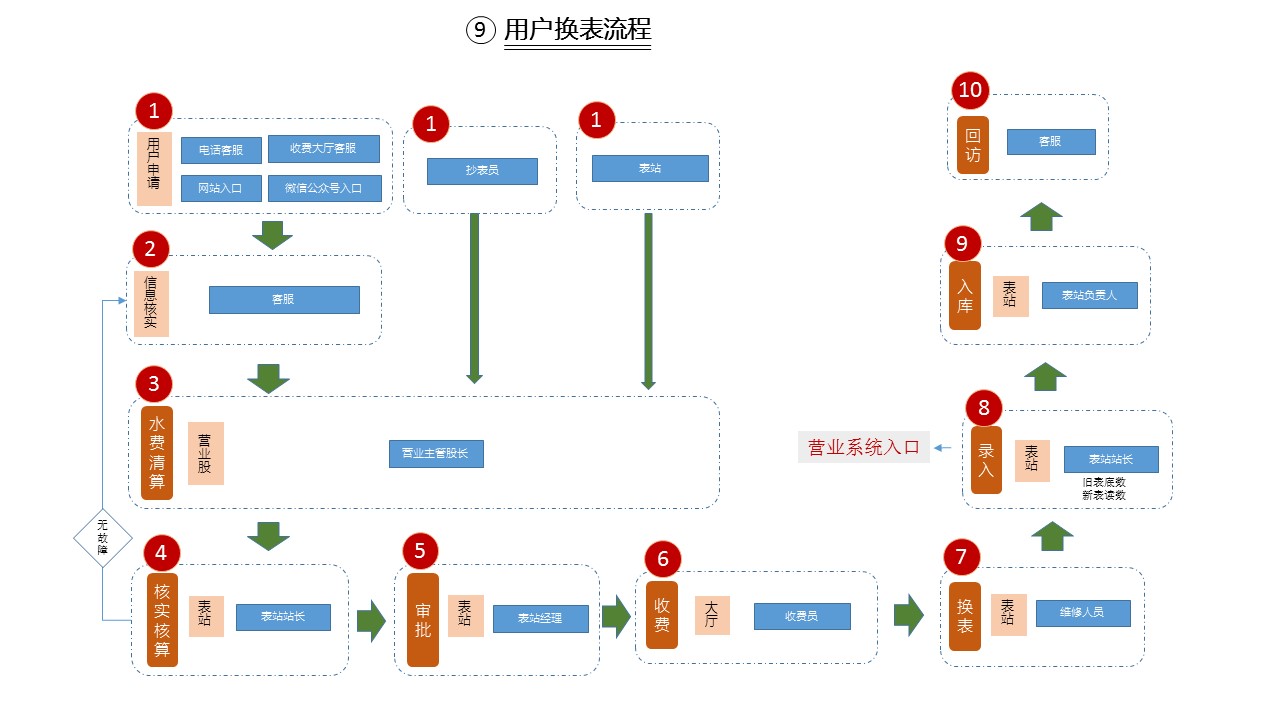 ⑨ 用户换表流程
1
用户申请
电话客服
收费大厅客服
网站入口
微信公众号入口
1
抄表员
1
表站
2
信息核实
客服
3
水费清算
营业股
营业主管股长
无故障
4
核实核算
表站
表站站长
5
审批
表站
表站经理
6
收费
大厅
收费员
7
换表
表站
维修人员
8
录入
表站
表站站长
旧表底数
新表读数
营业系统入口
9
入库
表站
表站负责人
10
回访
客服